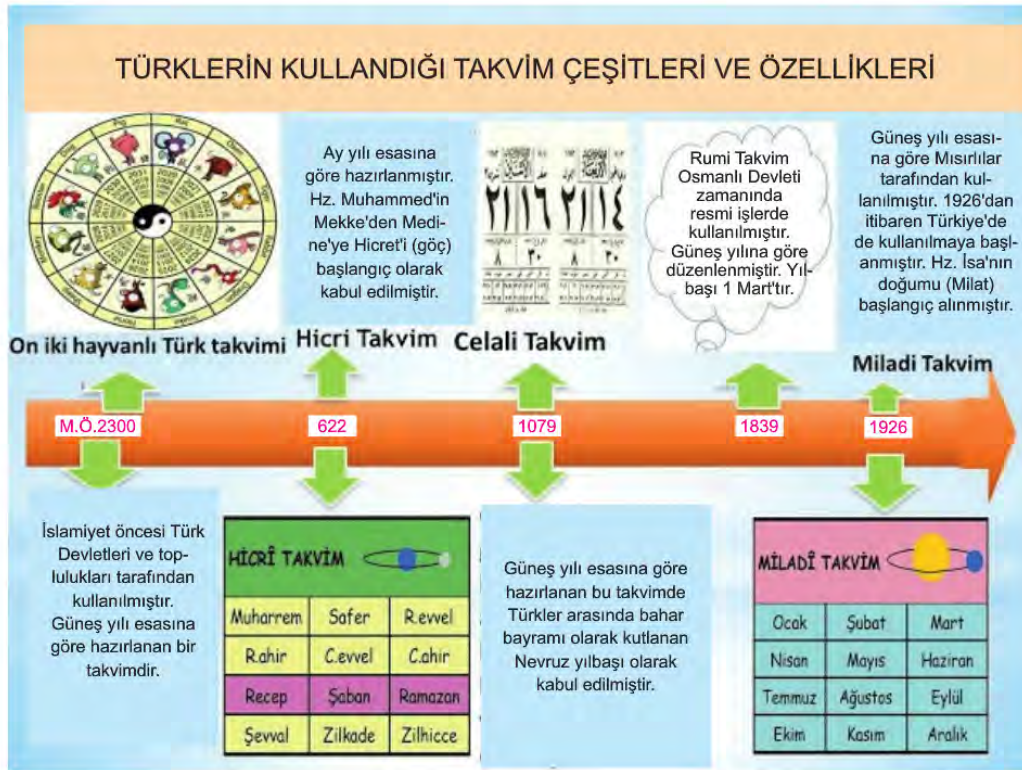 TÜRKLERİN KULLANDIĞI TAKVİM ÇEŞİTLERİ VE ÖZELLİKLERİ
Ay yılı esasına
göre hazırlanmıştır.
Hz. Muhammed'in
Mekke'den Medi-
ne'ye Hicret'i (göç)
başlangıç olarak
kabul edilmiştir.
Rumi Takvim
Osmanlı Devleti
zamanında
resmi işlerde
kullanılmıştır.
Güneş yılına göre
düzenlenmiştir. Yıl-
başı 1 Mart'tır.
Güneş yılı esası-
na göre Mısırlılar
tarafından kul-
lanılmıştır. 1926'dan
itibaren Türkiye'de
de kullanılmaya baş-
lanmıştır. Hz. İsa'nın
doğumu (Milat)
başlangıç alınmıştır.
On iki hayvanlı Türk takvimi
Hicri Takvim
Celali Takvim
Miladi Takvim
M.Ö.2300
622
1079
1839
1926
İslamiyet öncesi Türk
Devletleri ve top-
lulukları tarafından
kullanılmıştır.
Güneş yılı esasına
göre hazırlanan bir
takvimdir.
HİCRÎ TAKVİM
Muharrem Safer R.evvel
R.ahir C.evvel C.ahir
Recep Şaban Ramazan
Şevval Zilkade Zilhicce
Güneş yılı esasına göre
hazırlanan bu takvimde
Türkler arasında bahar
bayramı olarak kutlanan
Nevruz yılbaşı olarak
kabul edilmiştir.
MİLADÎ TAKVİM
Ocak Şubat Mart
Nisan Mayıs Haziran
Temmuz Ağustos Eylül
Ekim Kasım Aralık